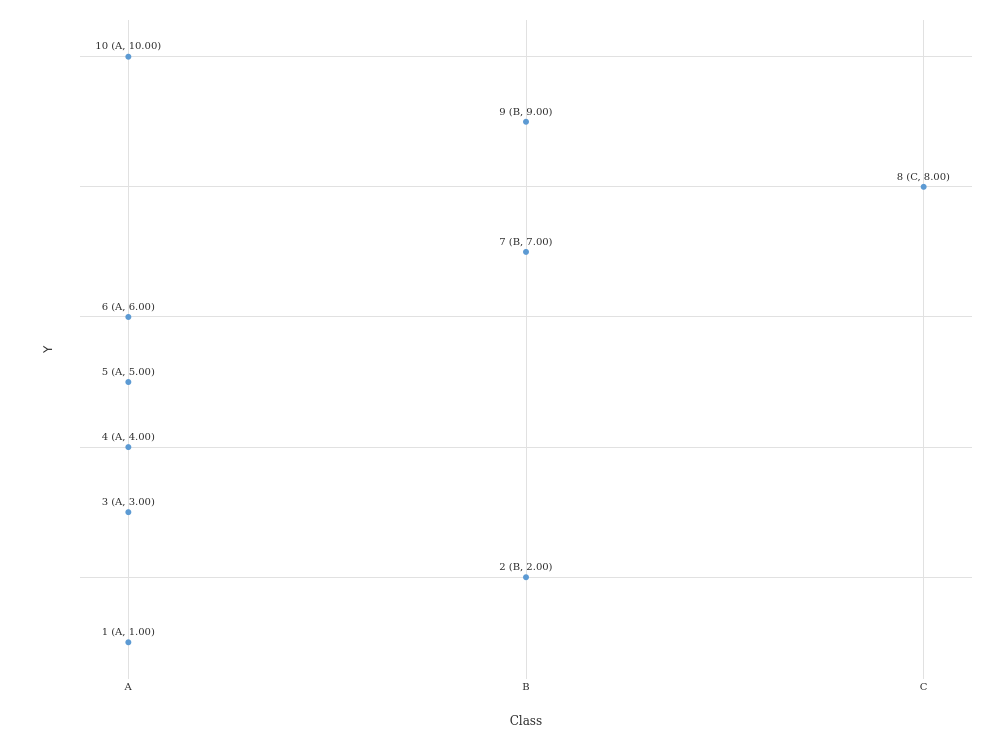 10 (A, 10.00)
9 (B, 9.00)
8 (C, 8.00)
7 (B, 7.00)
6 (A, 6.00)
Y
5 (A, 5.00)
4 (A, 4.00)
3 (A, 3.00)
2 (B, 2.00)
1 (A, 1.00)
A B C
Class